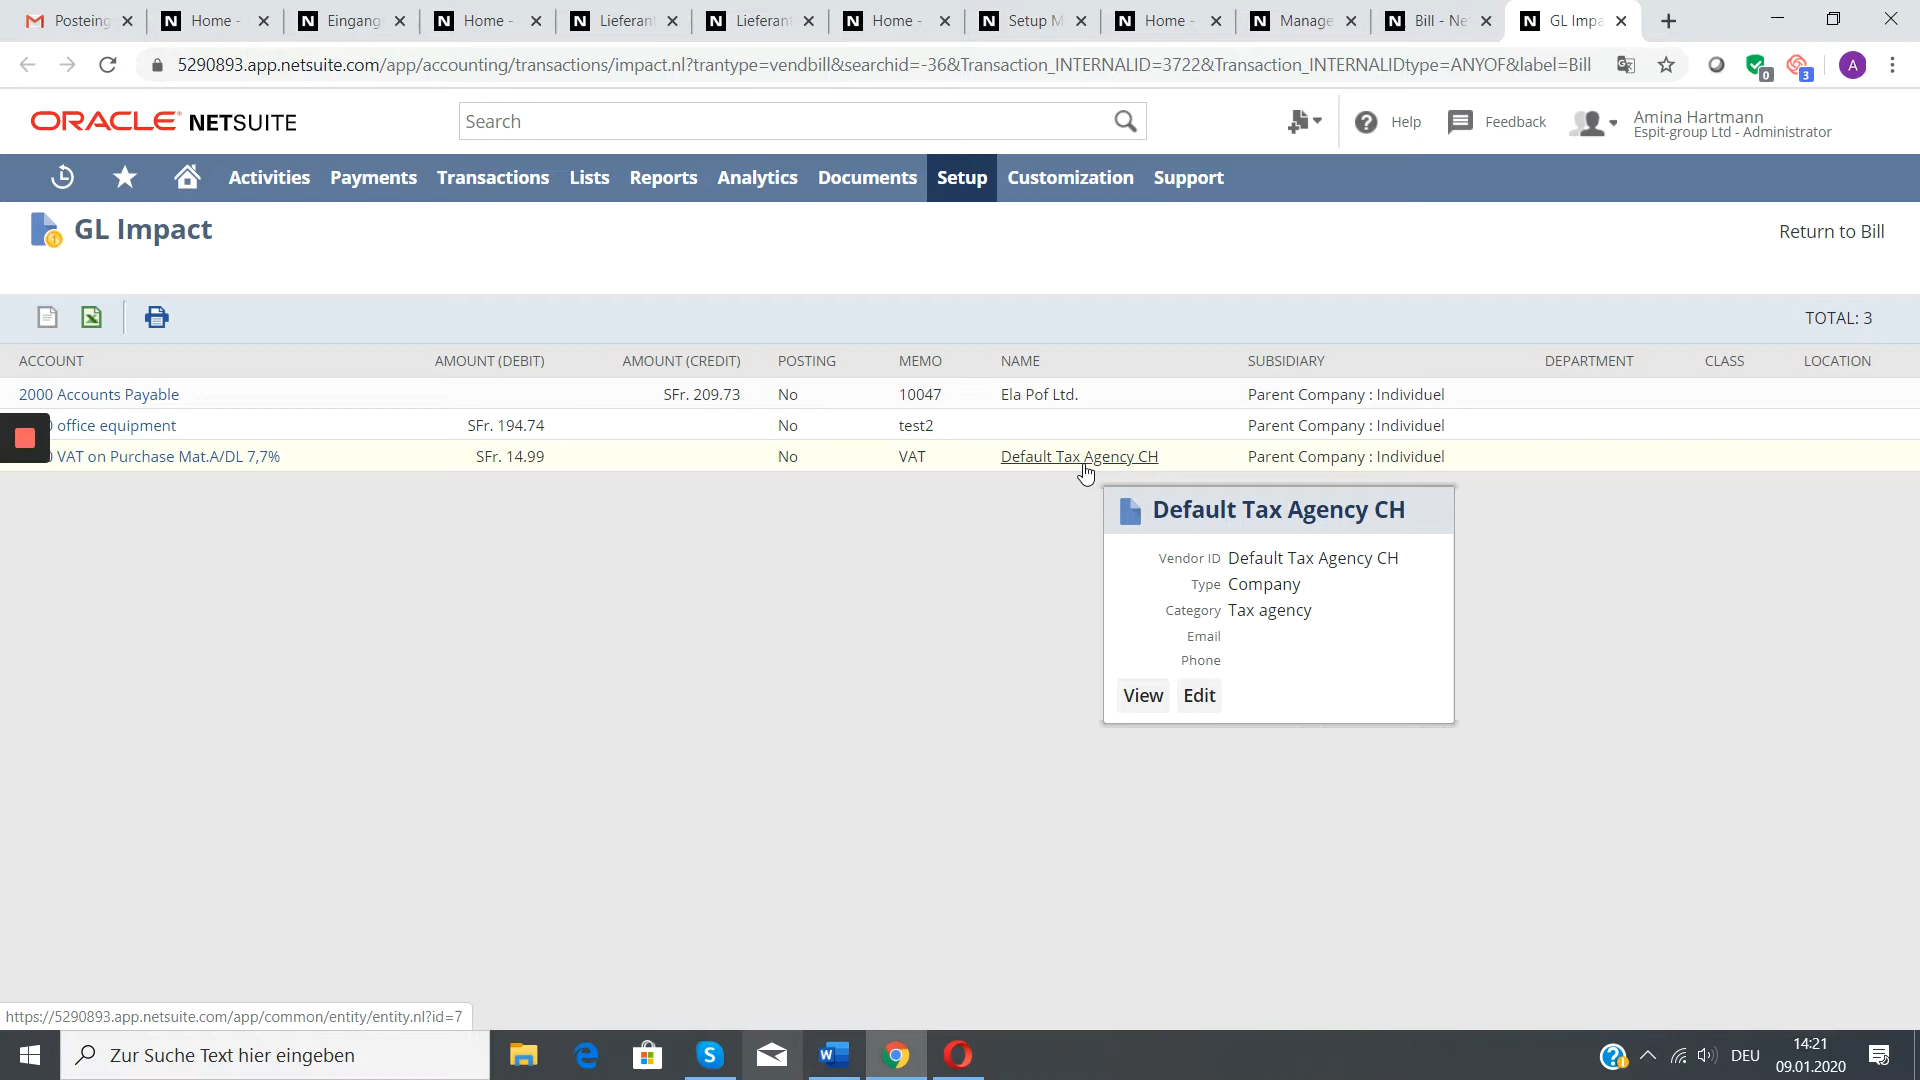 Posteing
Home -
Eingang
Home -
Lieferant
Lieferant
Home -
Setup M
Home -
Manage
Bill - Ne
GL Impa
5290893.app.netsuite.com/app/accounting/transactions/impact.nl?trantype=vendbill&searchid=-36&Transaction_INTERNALID=3722&Transaction_INTERNALIDtype=ANYOF&label=Bill
0
3
A
ORACLE NETSUITE
Search
Help
Feedback
Amina Hartmann
Espit-group Ltd - Administrator
Activities Payments Transactions Lists Reports Analytics Documents Setup Customization Support
GL Impact
Return to Bill
TOTAL: 3
ACCOUNT AMOUNT (DEBIT) AMOUNT (CREDIT) POSTING MEMO NAME SUBSIDIARY DEPARTMENT CLASS LOCATION
2000 Accounts Payable SFr. 209.73 No 10047 Ela Pof Ltd. Parent Company : Individuel
office equipment SFr. 194.74 No test2 Parent Company : Individuel
VAT on Purchase Mat.A/DL 7,7% SFr. 14.99 No VAT Default Tax Agency CH Parent Company : Individuel
Default Tax Agency CH
Vendor ID Default Tax Agency CH
Type Company
Category Tax agency
Email
Phone
View Edit
https://5290893.app.netsuite.com/app/common/entity/entity.nl?id=7
Zur Suche Text hier eingeben
DEU
14:21
09.01.2020